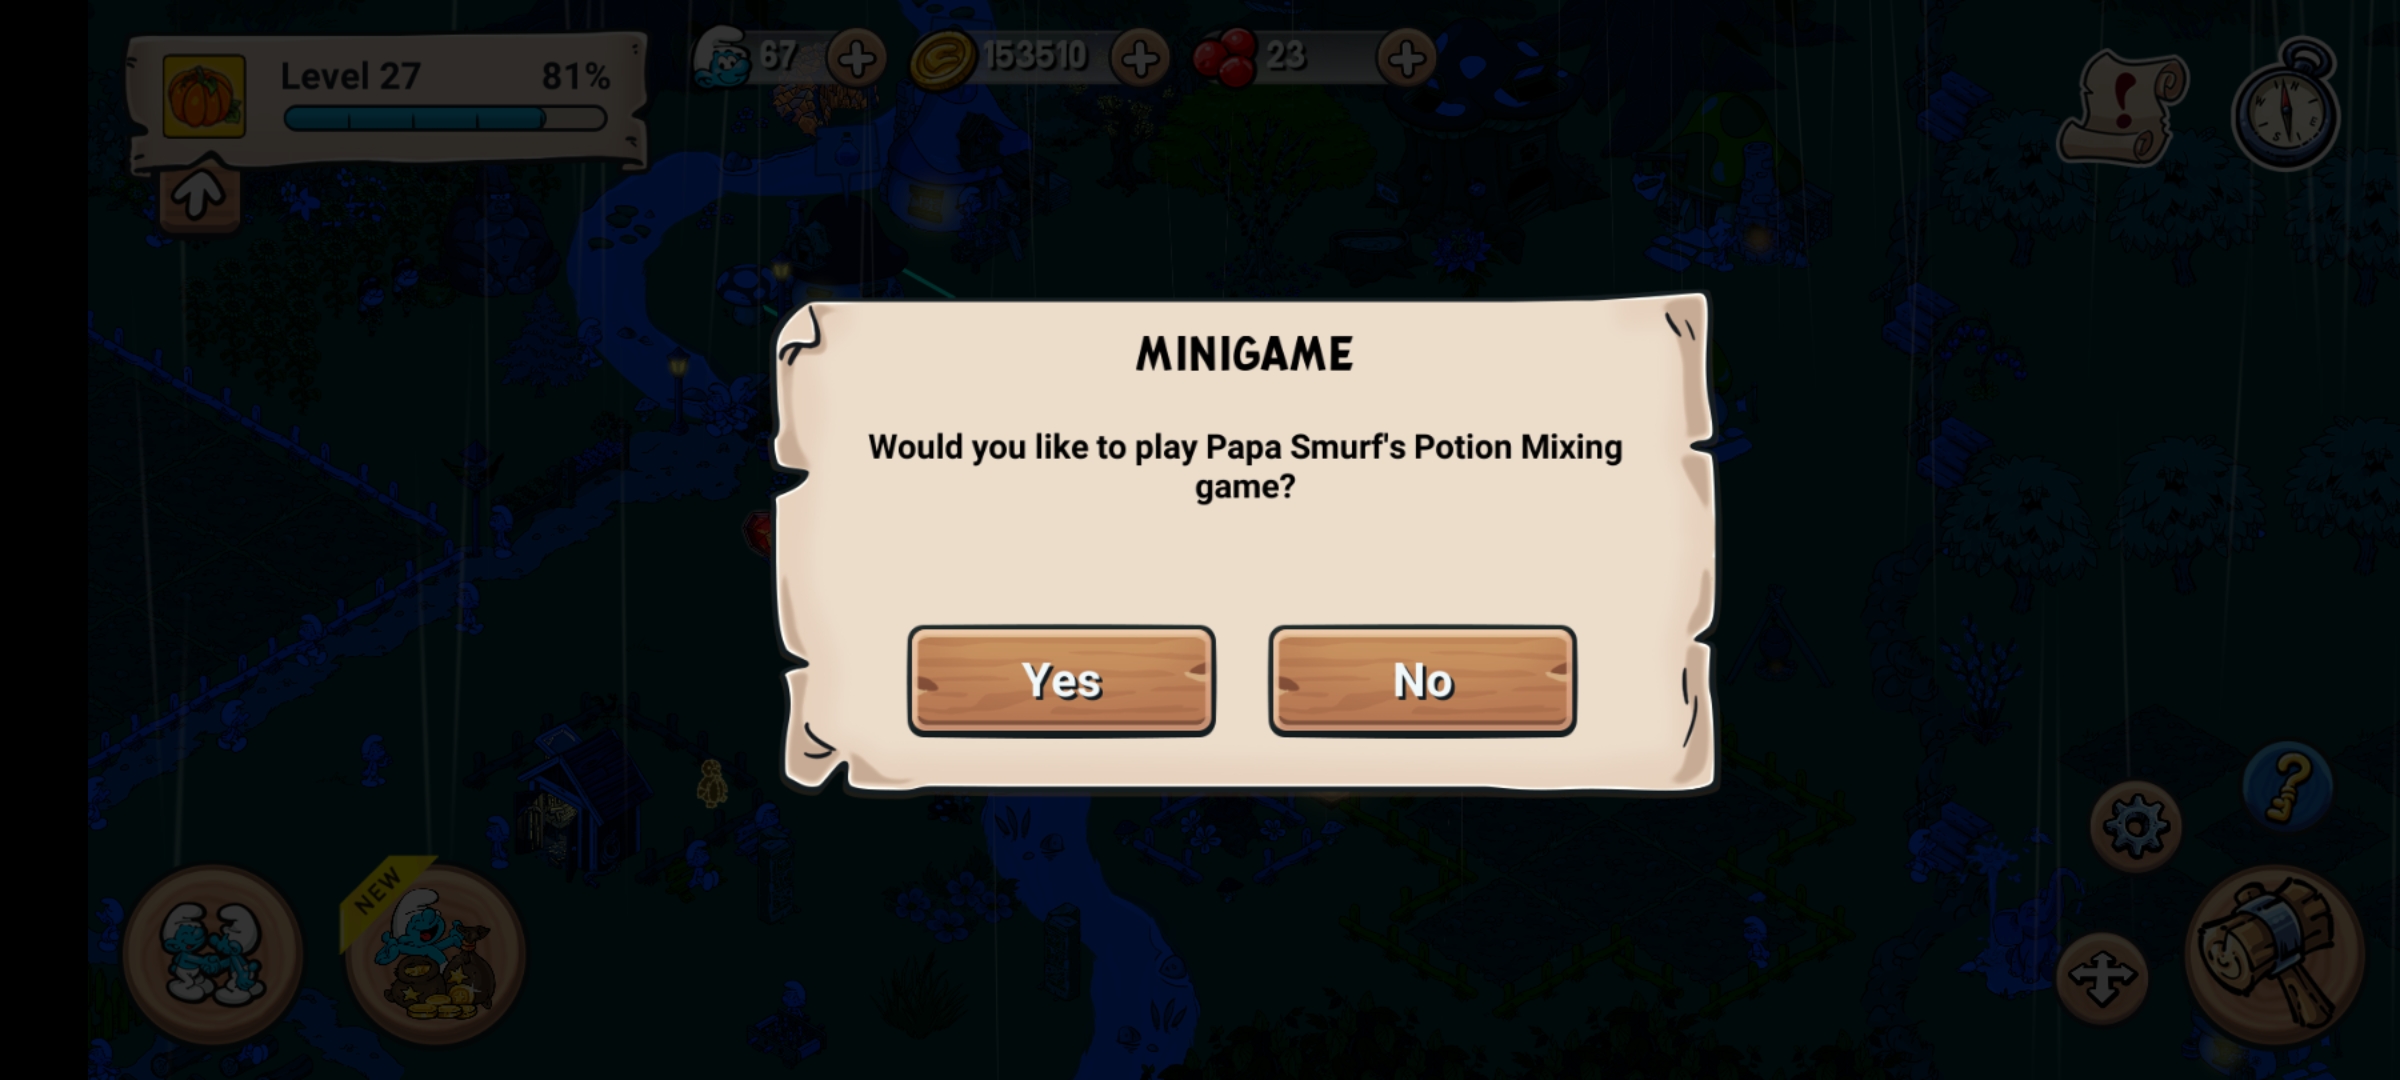 Level 27 81%
67
153510
23
MINIGAME
Would you like to play Papa Smurf's Potion Mixing
game?
Yes
No
NEW